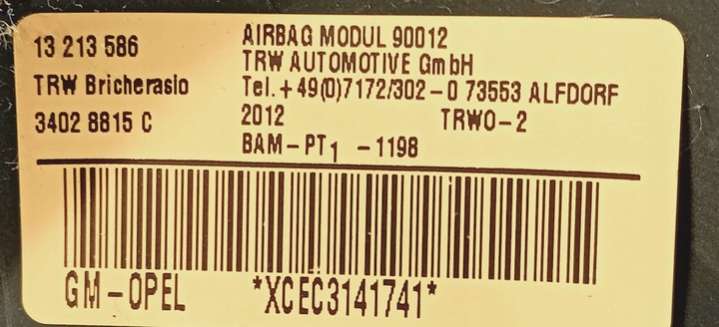 13 213 586
TRW Bricherasio
3402 8815 C
AIRBAG MODUL 90012
TRW AUTOMOTIVE GmbH
Tel.+49(0)7172/302-0 73553 ALFDORF
2012 TRWO-2
BAM-PT1 -1198
GM-OPEL *XCEC3141741*